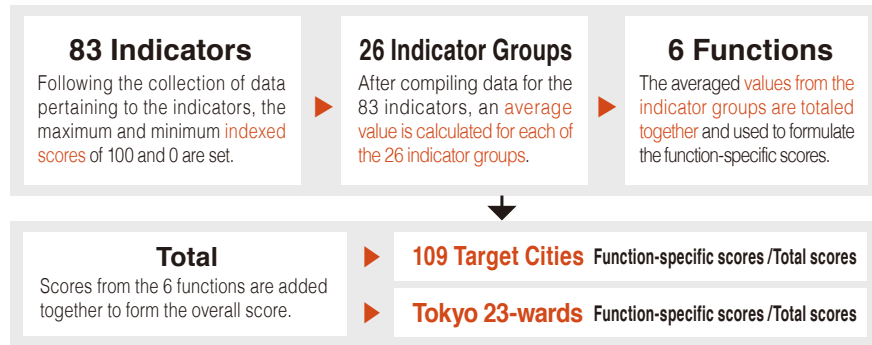 83 Indicators
Following the collection of data
pertaining to the indicators, the
maximum and minimum indexed
scores of 100 and 0 are set.
26 Indicator Groups
After compiling data for the
83 indicators, an average
value is calculated for each of
the 26 indicator groups.
6 Functions
The averaged values from the
indicator groups are totaled
together and used to formulate
the function-specific scores.
Total
Scores from the 6 functions are added
together to form the overall score.
109 Target Cities Function-specific scores /Total scores
Tokyo 23-wards Function-specific scores /Total scores